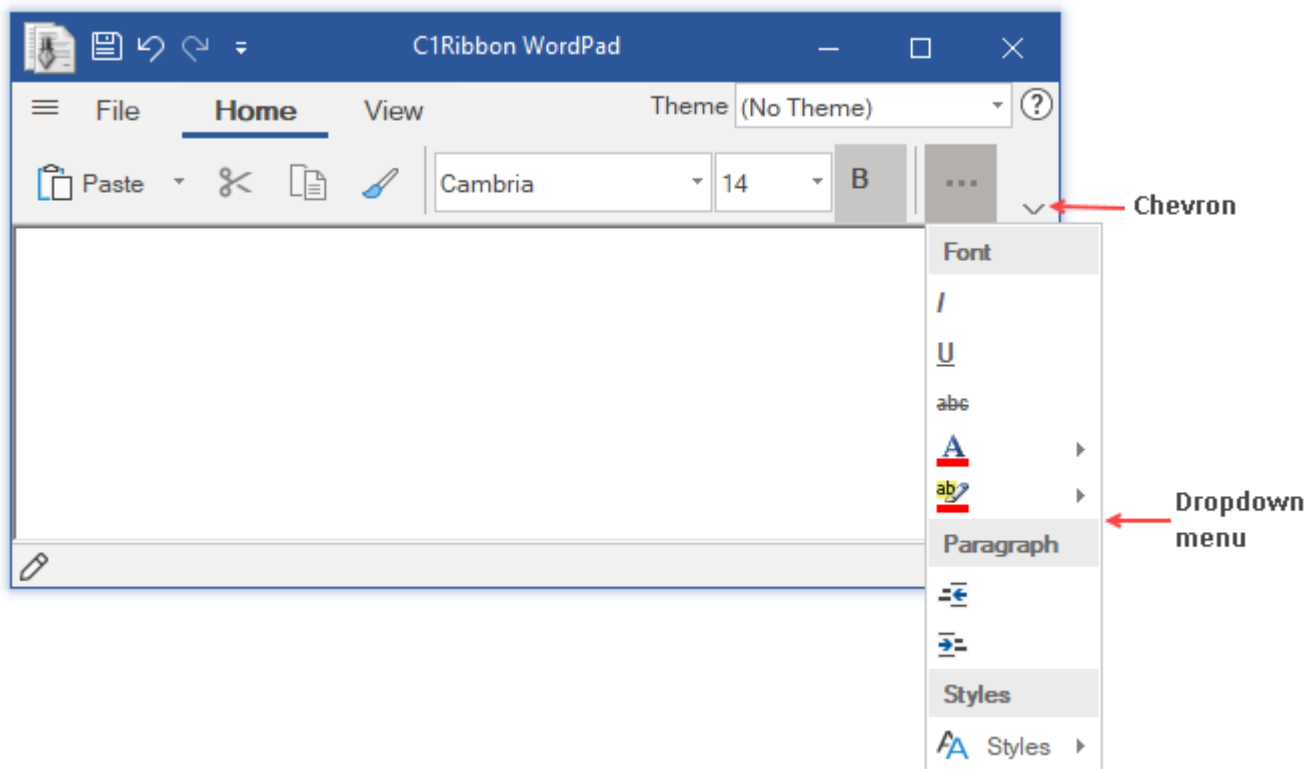 C1Ribbon WordPad
File Home View Theme (No Theme) ?
Paste Cambria 14 B ...
Chevron
Font
I
U
abc
A
ab
Dropdown
menu
Paragraph
Styles
AA Styles